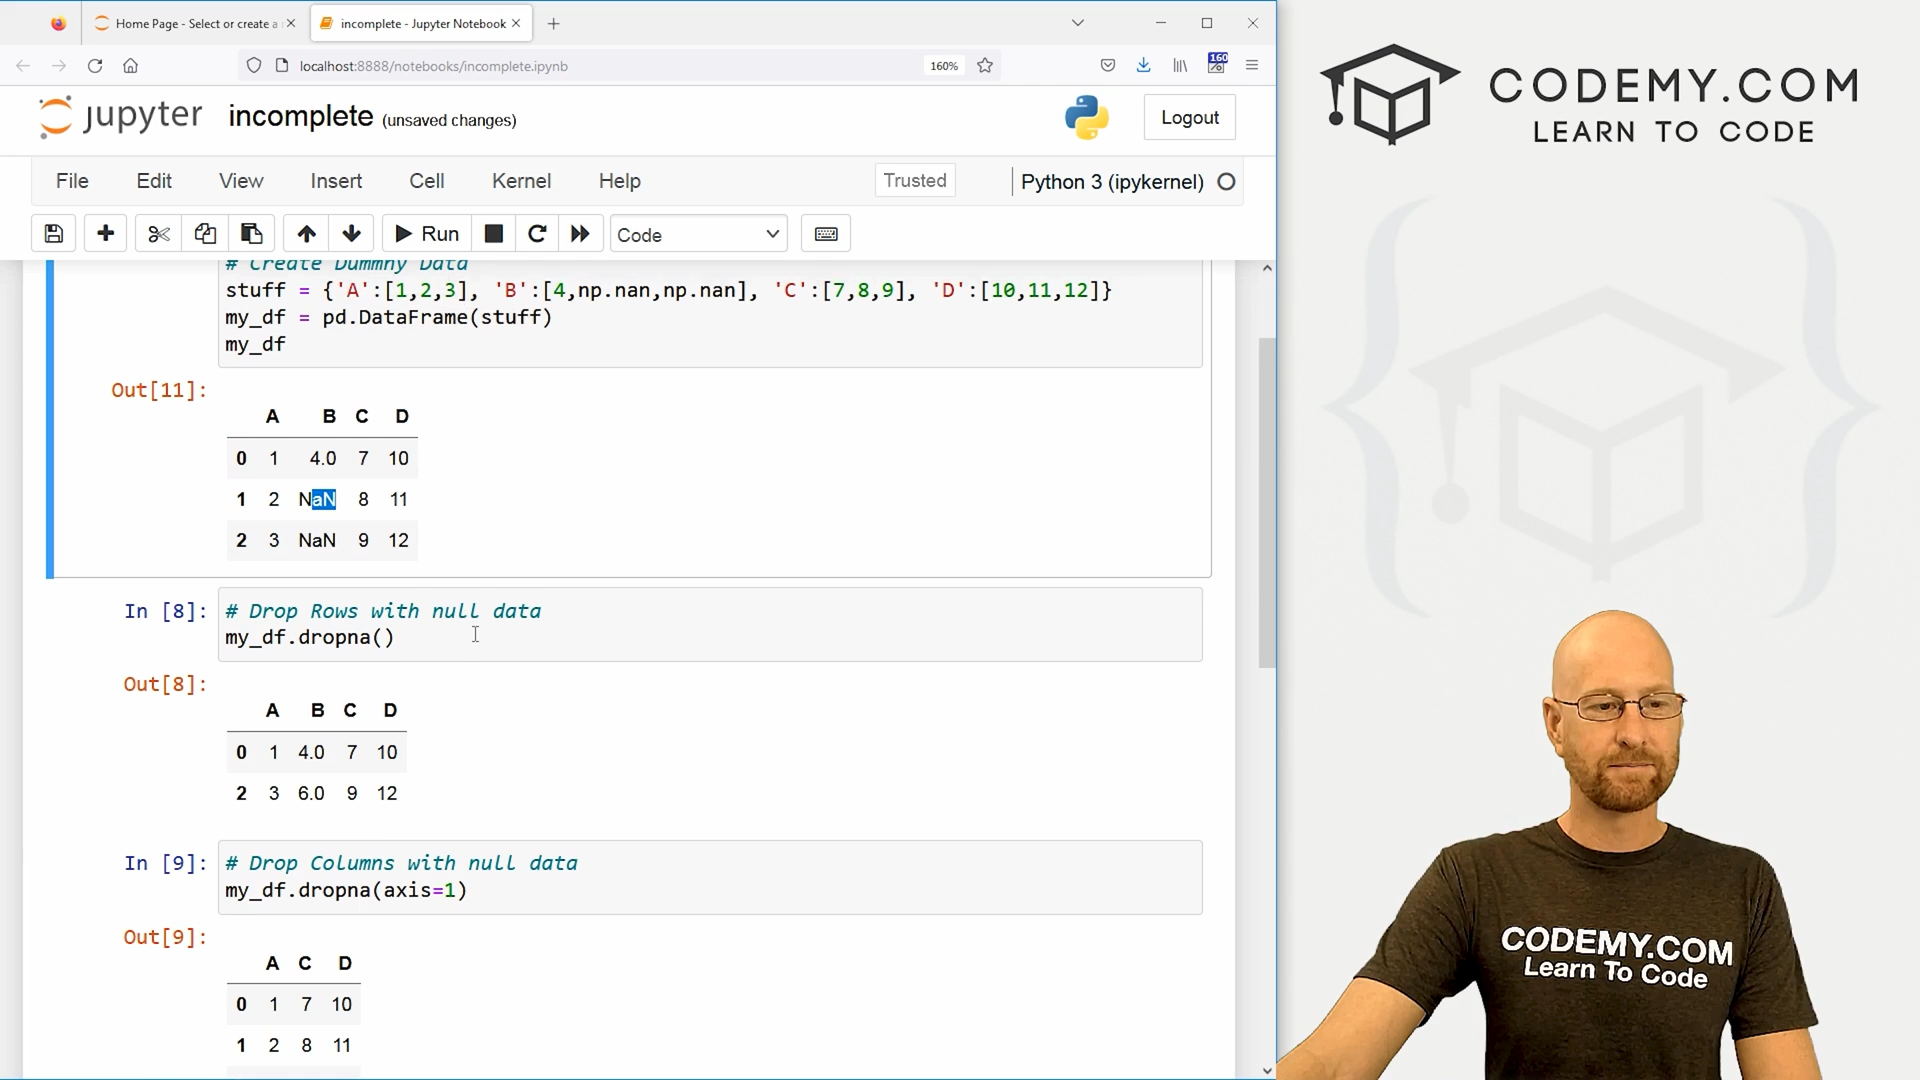 Home Page - Select or create a
incomplete - Jupyter Notebook
localhost:8888/notebooks/incomplete.ipynb
160%
160
jupyter
incomplete (unsaved changes)
Logout
File Edit View Insert Cell Kernel Help
Trusted
Python 3 (ipykernel)
Run
Code
# Create Dummny Data
stuff = {'A':[1,2,3], 'B':[4,np.nan,np.nan], 'C':[7,8,9], 'D':[10,11,12]}
my_df = pd.DataFrame(stuff)
my_df
Out[11]:
A B C D
0 1 4.0 7 10
1 2 NaN 8 11
2 3 NaN 9 12
In [8]:
# Drop Rows with null data
my_df.dropna()
Out[8]:
A B C D
0 1 4.0 7 10
2 3 6.0 9 12
In [9]:
# Drop Columns with null data
my_df.dropna(axis=1)
Out[9]:
A C D
0 1 7 10
1 2 8 11
CODEMY.COM
LEARN TO CODE
CODEMY.COM
Learn To Code